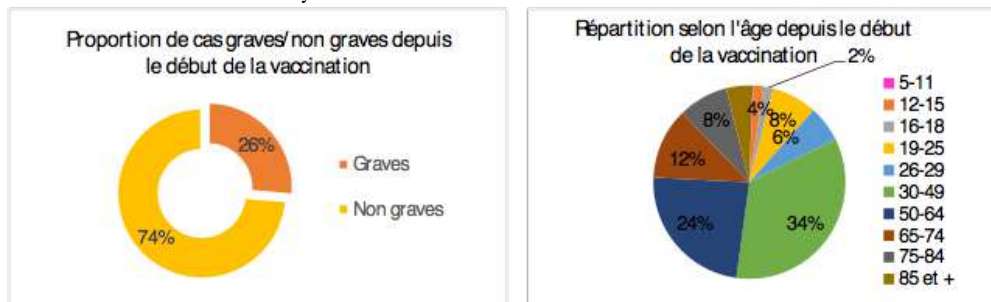 Proportion de cas graves/ non graves depuis
le début de la vaccination
26%
74%
Graves
Non graves
Répartition selon l'âge depuis le début
de la vaccination
2%
4%
8%
6%
34%
24%
12%
8%
5-11
12-15
16-18
19-25
26-29
30-49
50-64
65-74
75-84
85 et +